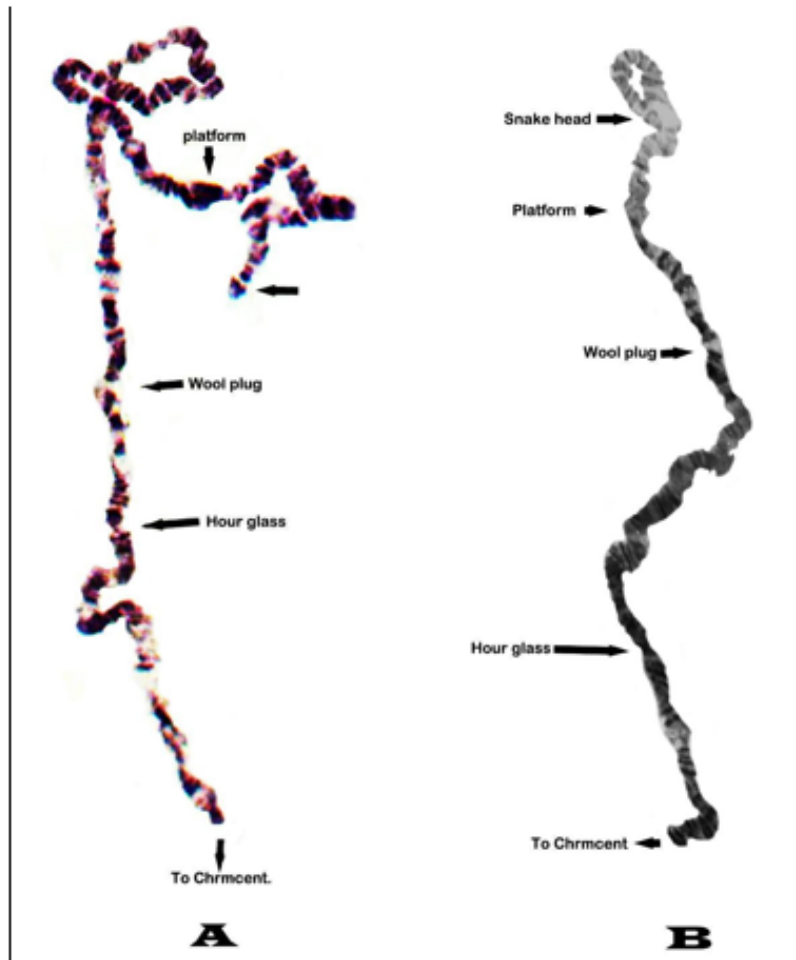 platform
Wool plug
Hour glass
To Chrmcent.
A
Snake head
Platform
Wool plug
Hour glass
To Chrmcent
B